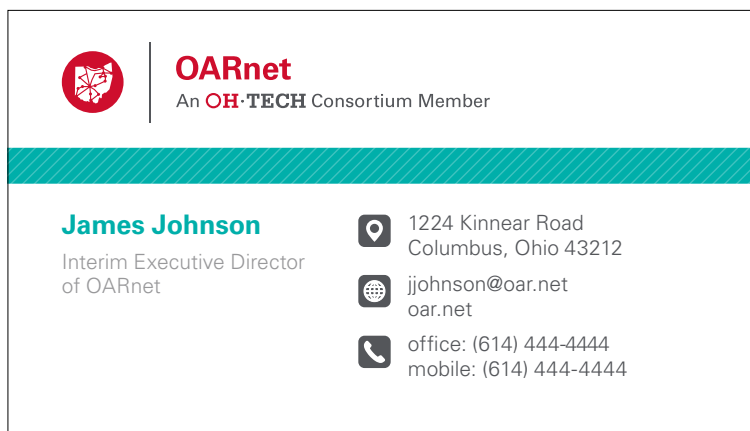 OARnet
An OH·TECH Consortium Member
James Johnson
Interim Executive Director
of OARnet
1224 Kinnear Road
Columbus, Ohio 43212
jjohnson@oar.net
oar.net
office: (614) 444-4444
mobile: (614) 444-4444